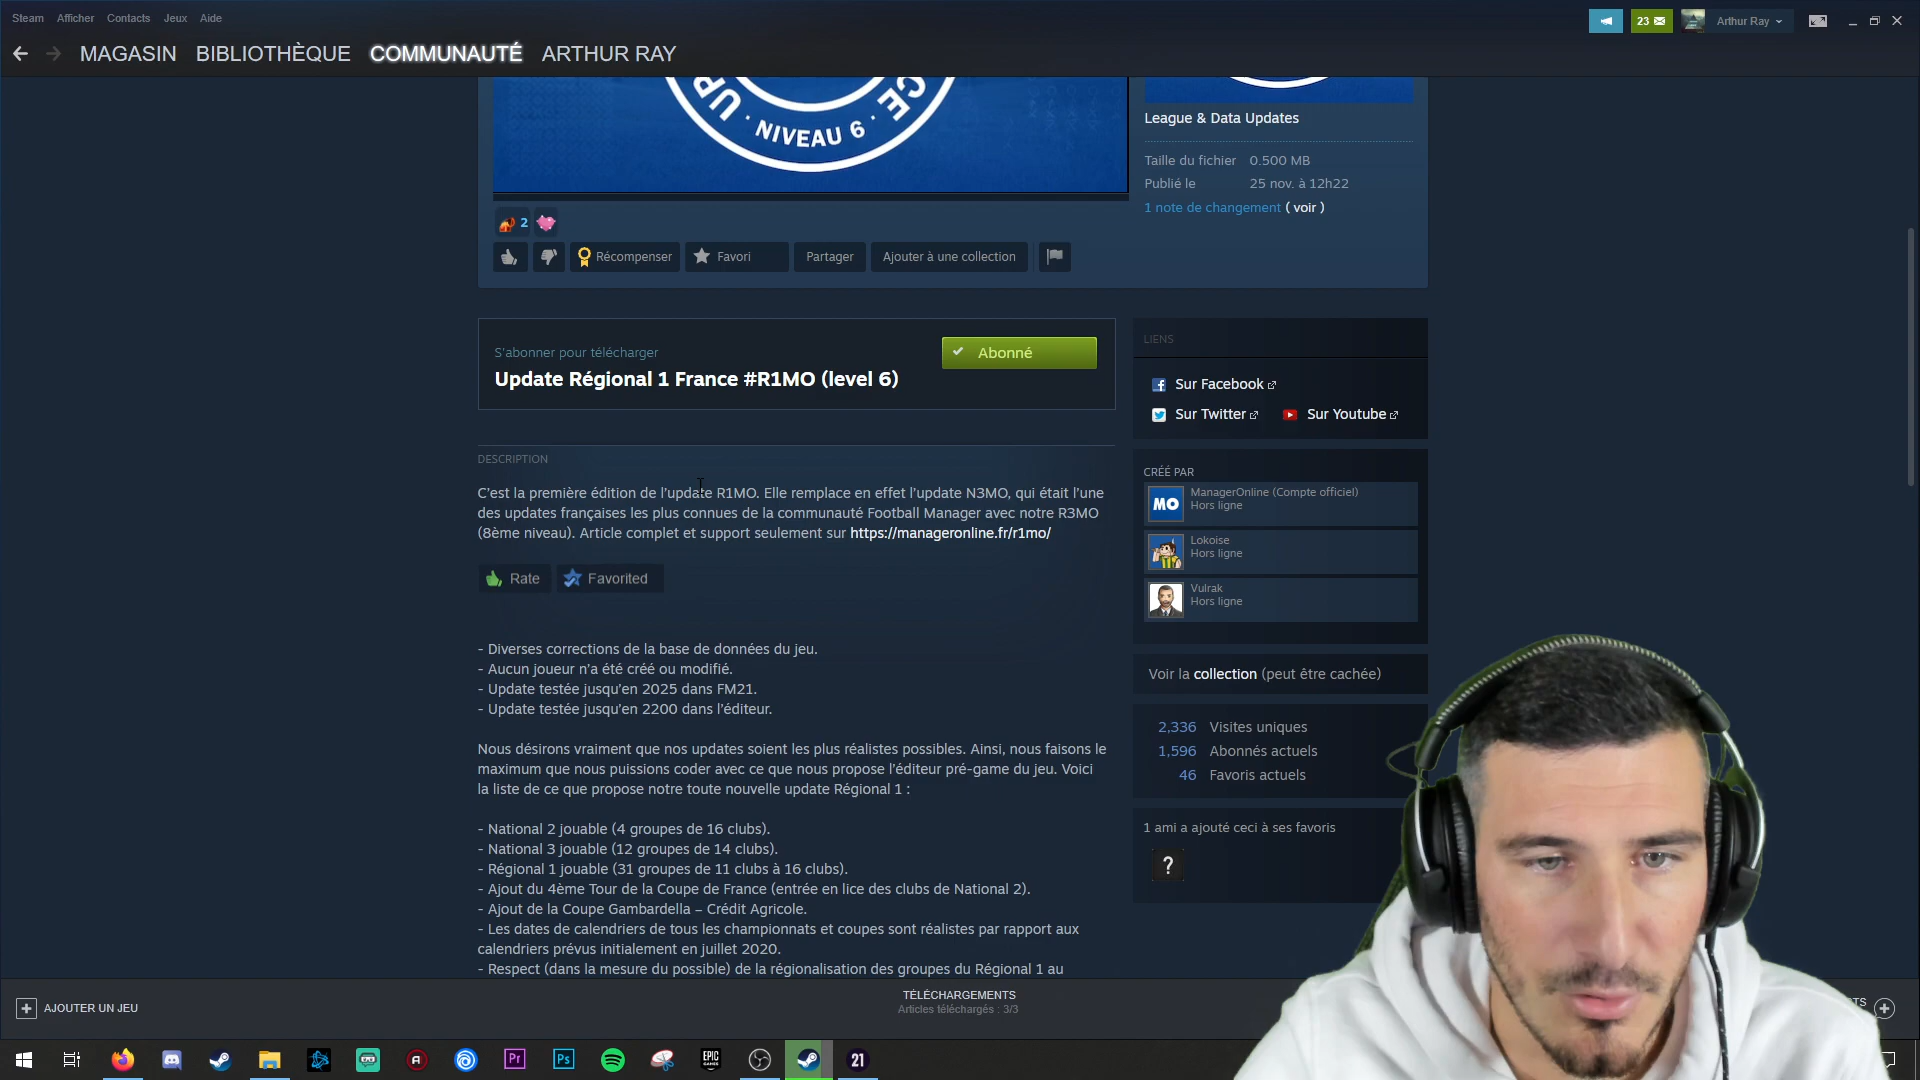 Steam Afficher Contacts Jeux Aide
23 Arthur Ray
MAGASIN BIBLIOTHÈQUE COMMUNAUTÉ ARTHUR RAY
UP · NIVEAU 6 · CE
League & Data Updates
Taille du fichier 0.500 MB
Publié le 25 nov. à 12h22
1 note de changement ( voir )
2
Récompenser Favori Partager Ajouter à une collection
S'abonner pour télécharger
Update Régional 1 France #R1MO (level 6)
Abonné
LIENS
Sur Facebook
Sur Twitter Sur Youtube
DESCRIPTION
C'est la première édition de l'update R1MO. Elle remplace en effet l'update N3MO, qui était l'une
des updates françaises les plus connues de la communauté Football Manager avec notre R3MO
(8ème niveau). Article complet et support seulement sur https://manageronline.fr/r1mo/
Rate Favorited
- Diverses corrections de la base de données du jeu.
- Aucun joueur n'a été créé ou modifié.
- Update testée jusqu'en 2025 dans FM21.
- Update testée jusqu'en 2200 dans l'éditeur.
Nous désirons vraiment que nos updates soient les plus réalistes possibles. Ainsi, nous faisons le
maximum que nous puissions coder avec ce que nous propose l'éditeur pré-game du jeu. Voici
la liste de ce que propose notre toute nouvelle update Régional 1 :
- National 2 jouable (4 groupes de 16 clubs).
- National 3 jouable (12 groupes de 14 clubs).
- Régional 1 jouable (31 groupes de 11 clubs à 16 clubs).
- Ajout du 4ème Tour de la Coupe de France (entrée en lice des clubs de National 2).
- Ajout de la Coupe Gambardella – Crédit Agricole.
- Les dates de calendriers de tous les championnats et coupes sont réalistes par rapport aux
calendriers prévus initialement en juillet 2020.
- Respect (dans la mesure du possible) de la régionalisation des groupes du Régional 1 au
CRÉÉ PAR
MO
ManagerOnline (Compte officiel)
Hors ligne
Lokoise
Hors ligne
Vulrak
Hors ligne
Voir la collection (peut être cachée)
2,336 Visites uniques
1,596 Abonnés actuels
46 Favoris actuels
1 ami a ajouté ceci à ses favoris
?
AJOUTER UN JEU
TÉLÉCHARGEMENTS
Articles téléchargés : 3/3
Pr Ps EPIC GAMES 21